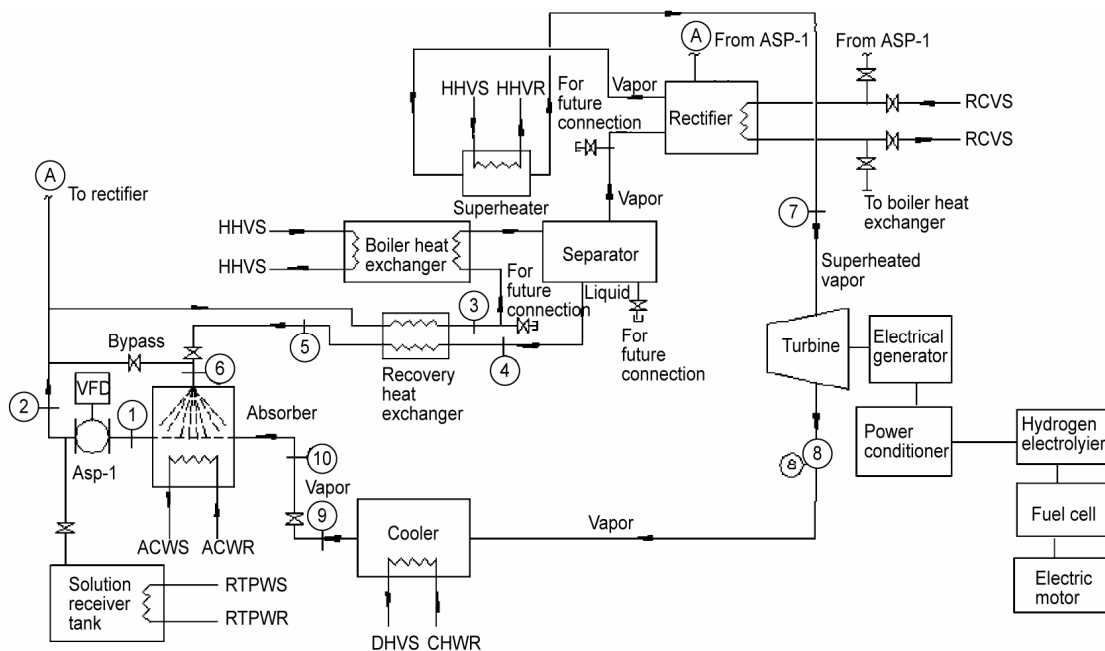 A
From ASP-1
From ASP-1
Vapor
For
future
connection
HHVS
HHVR
Rectifier
RCVS
RCVS
A
To rectifier
Superheater
Vapor
To boiler heat
exchanger
7
HHVS
HHVS
Boiler heat
exchanger
Separator
Superheated
vapor
For
future
connection
Liquid
3
For
future
connection
Bypass
5
4
6
Recovery
heat
exchanger
Turbine
Electrical
generator
2
VFD
1
Absorber
Asp-1
10
Vapor
9
8
a
Power
conditioner
Hydrogen
electrolyier
Cooler
Vapor
Fuel cell
ACWS
ACWR
Solution
receiver
tank
RTPWS
RTPWR
Electric
motor
DHVS
CHWR